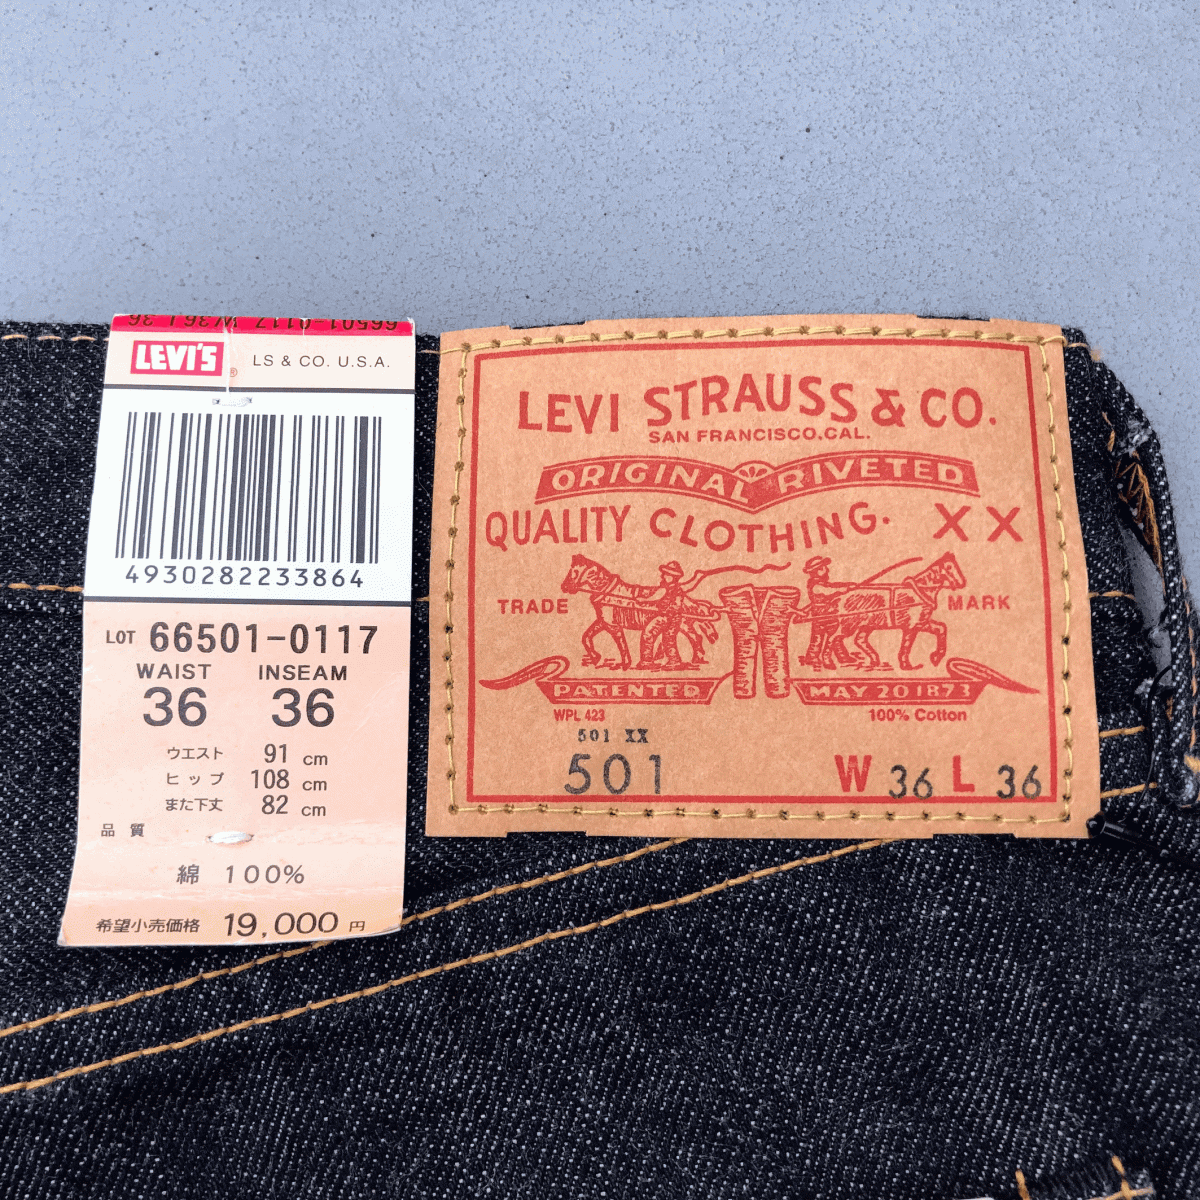 66501-0117 W36 L 36
LEVI'S® LS & CO. U.S.A.
4930282233864
LOT 66501-0117
WAIST INSEAM
36 36
ウエスト 91 cm
ヒップ 108 cm
また下丈 82 cm
品質
綿 100%
希望小売価格 19,000 円
LEVI STRAUSS & CO.
SAN FRANCISCO.CAL.
ORIGINAL RIVETED
QUALITY CLOTHING. XX
TRADE MARK
PATENTED MAY 20 1873
WPL 423 100% Cotton
501 XX
501 W 36 L 36